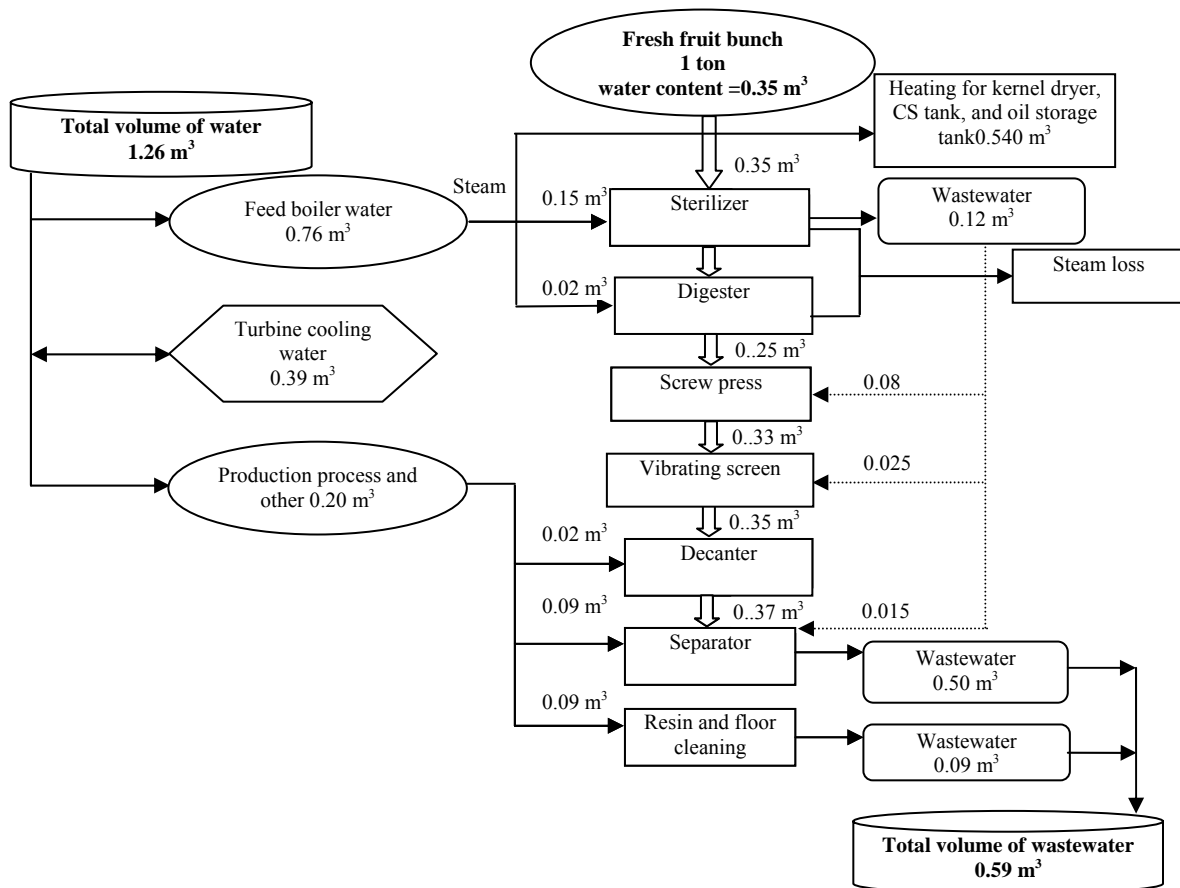 Fresh fruit bunch
1 ton
water content =0.35 m³
Heating for kernel dryer,
CS tank, and oil storage
tank0.540 m³
Total volume of water
1.26 m³
0.35 m³
Steam
0.15 m³
Sterilizer
Wastewater
0.12 m³
Feed boiler water
0.76 m³
Steam loss
0.02 m³
Digester
Turbine cooling
water
0.39 m³
0..25 m³
Screw press
0.08
0..33 m³
Production process and
other 0.20 m³
Vibrating screen
0.025
0..35 m³
0.02 m³
Decanter
0.09 m³
0..37 m³
0.015
Separator
Wastewater
0.50 m³
0.09 m³
Resin and floor
cleaning
Wastewater
0.09 m³
Total volume of wastewater
0.59 m³